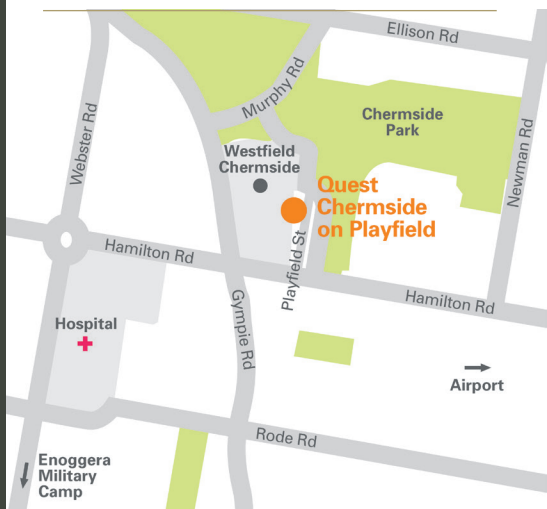 Ellison Rd
Murphy Rd
Webster Rd
Chermside
Park
Newman Rd
Westfield
Chermside
Quest
Chermside
on Playfield
Playfield St
Hamilton Rd
Hamilton Rd
Gympie Rd
Hospital
Airport
Rode Rd
Enoggera
Military
Camp